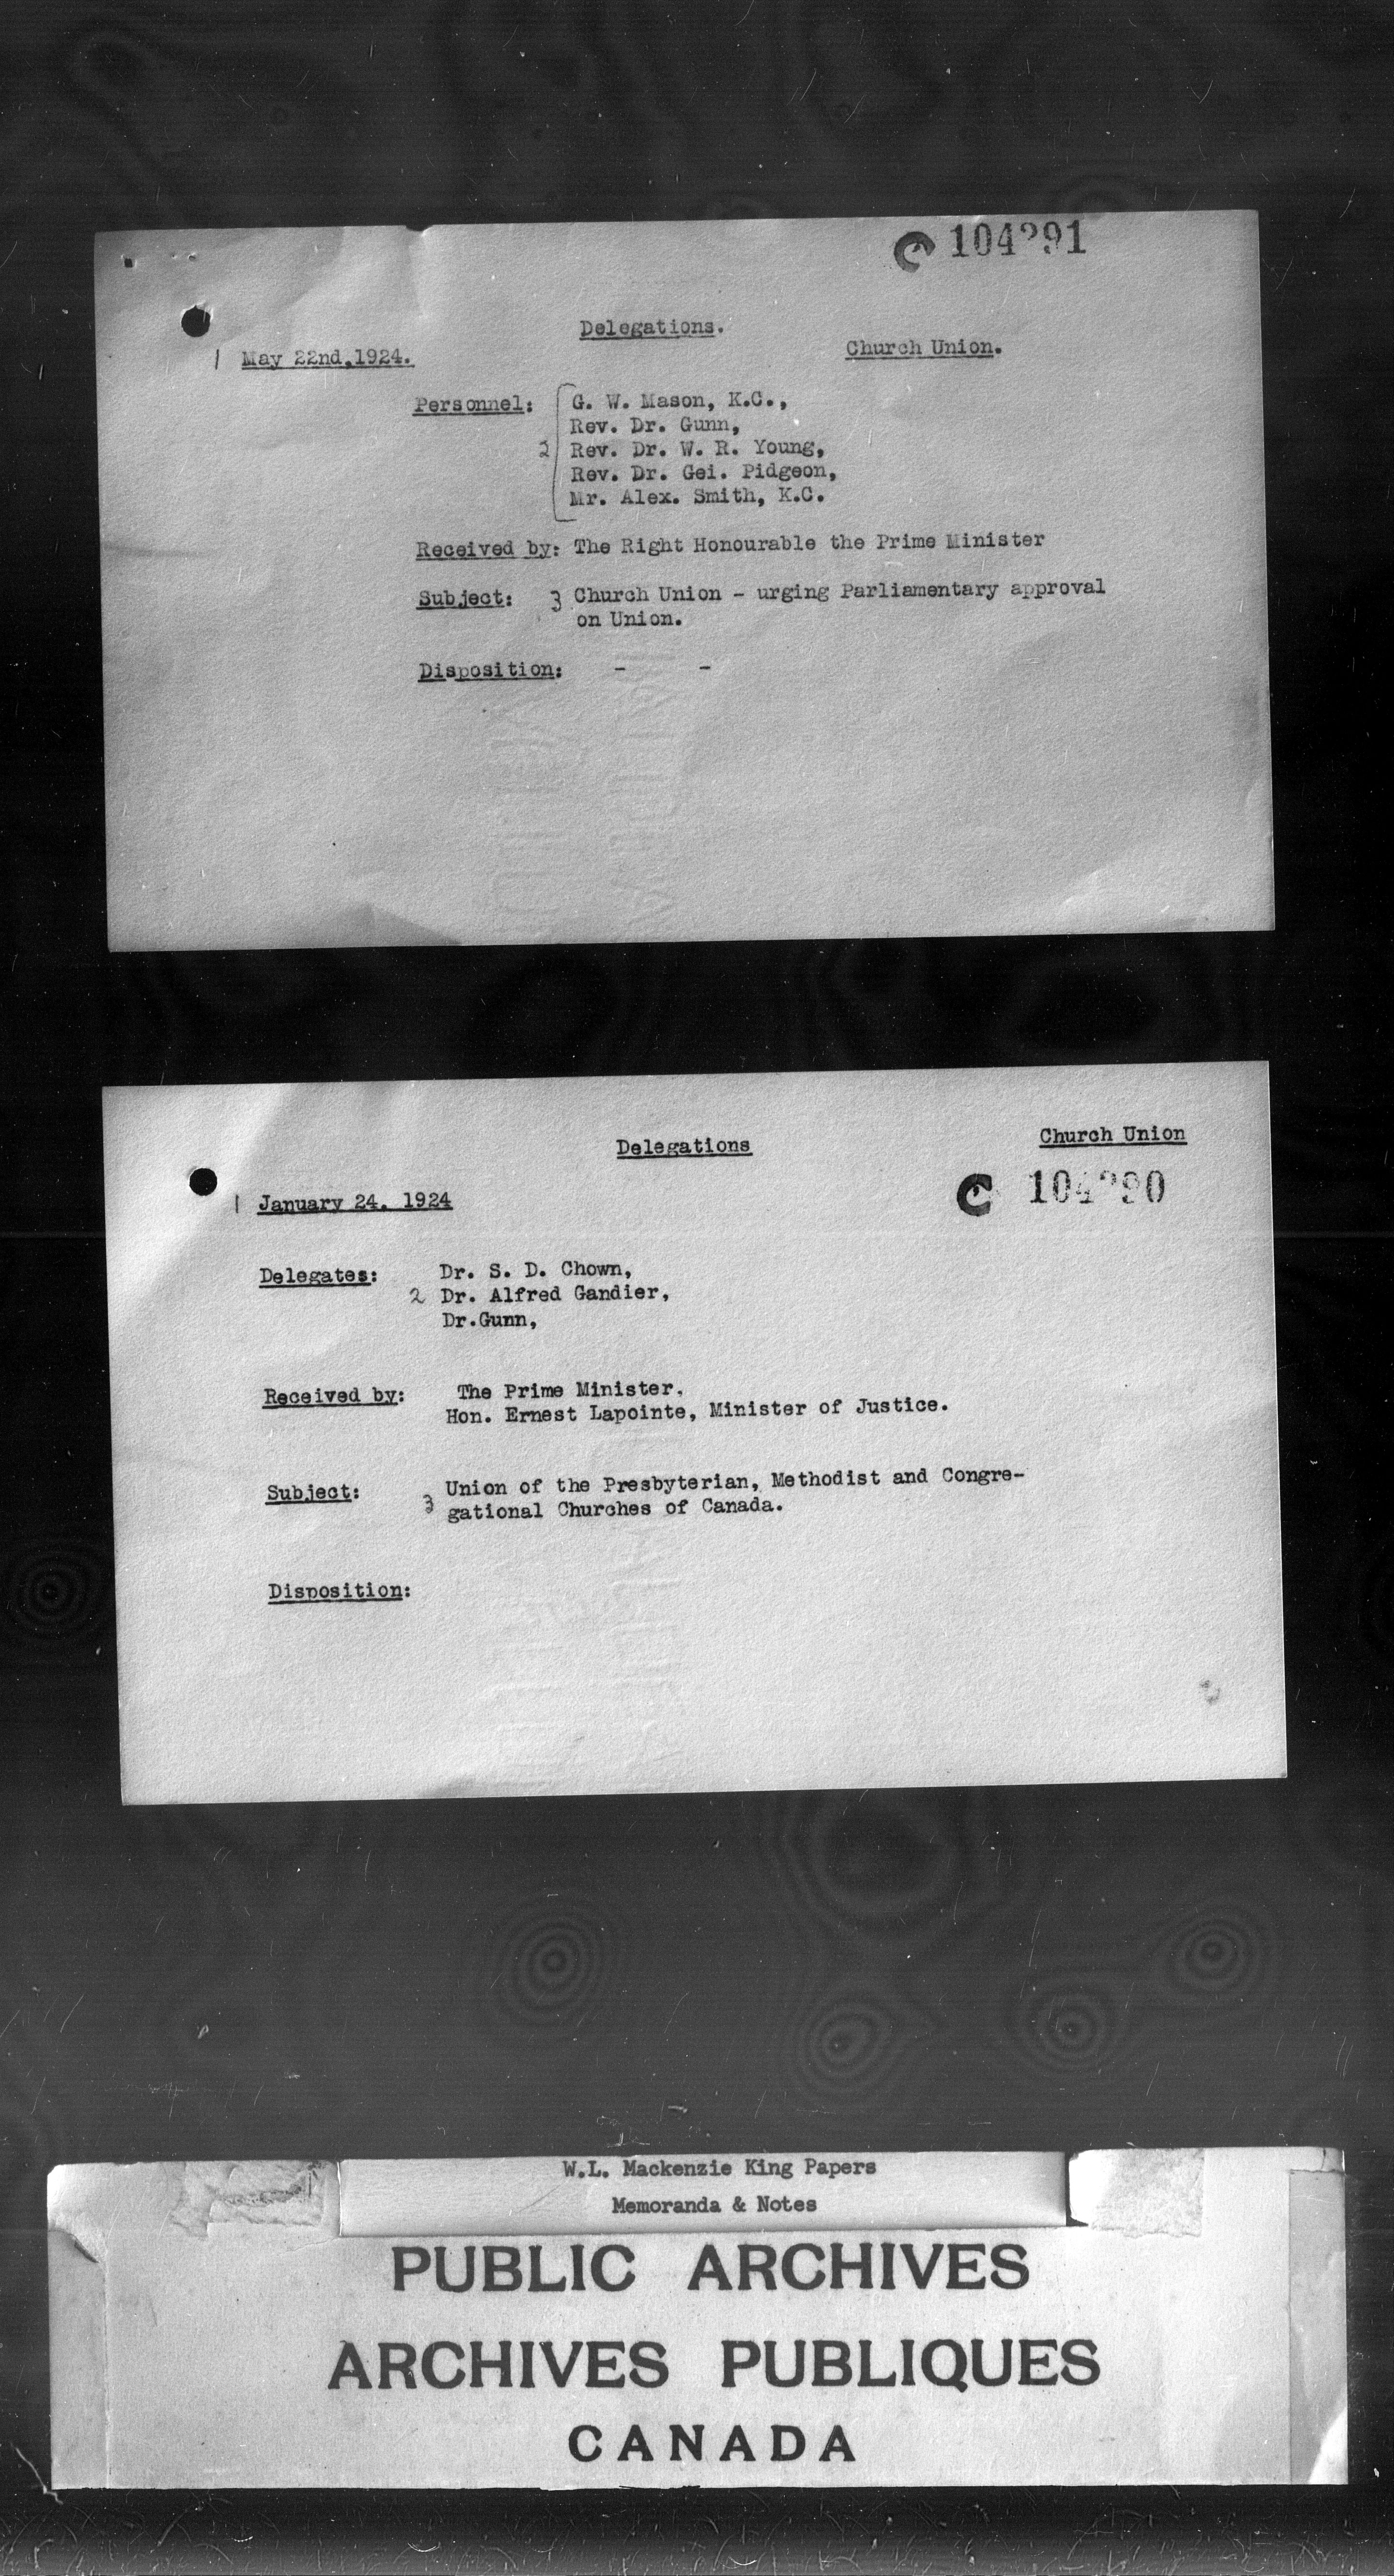 C 104291
Delegations.
Church Union.
1 May 22nd, 1924.
Personnel: G. W. Mason, K.C.,
Rev. Dr. Gunn,
2 Rev. Dr. W. R. Young,
Rev. Dr. Gei. Pidgeon,
Mr. Alex. Smith, K.C.
Received by: The Right Honourable the Prime Minister
Subject: 3 Church Union - urging Parliamentary approval
on Union.
Disposition: - -
Church Union
Delegations
C 104290
1 January 24. 1924
Delegates: Dr. S. D. Chown,
2 Dr. Alfred Gandier,
Dr.Gunn,
Received by: The Prime Minister.
Hon. Ernest Lapointe, Minister of Justice.
Subject: Union of the Presbyterian, Methodist and Congre-
3 gational Churches of Canada.
Disposition:
W.L. Mackenzie King Papers
Memoranda & Notes
PUBLIC ARCHIVES
ARCHIVES PUBLIQUES
CANADA